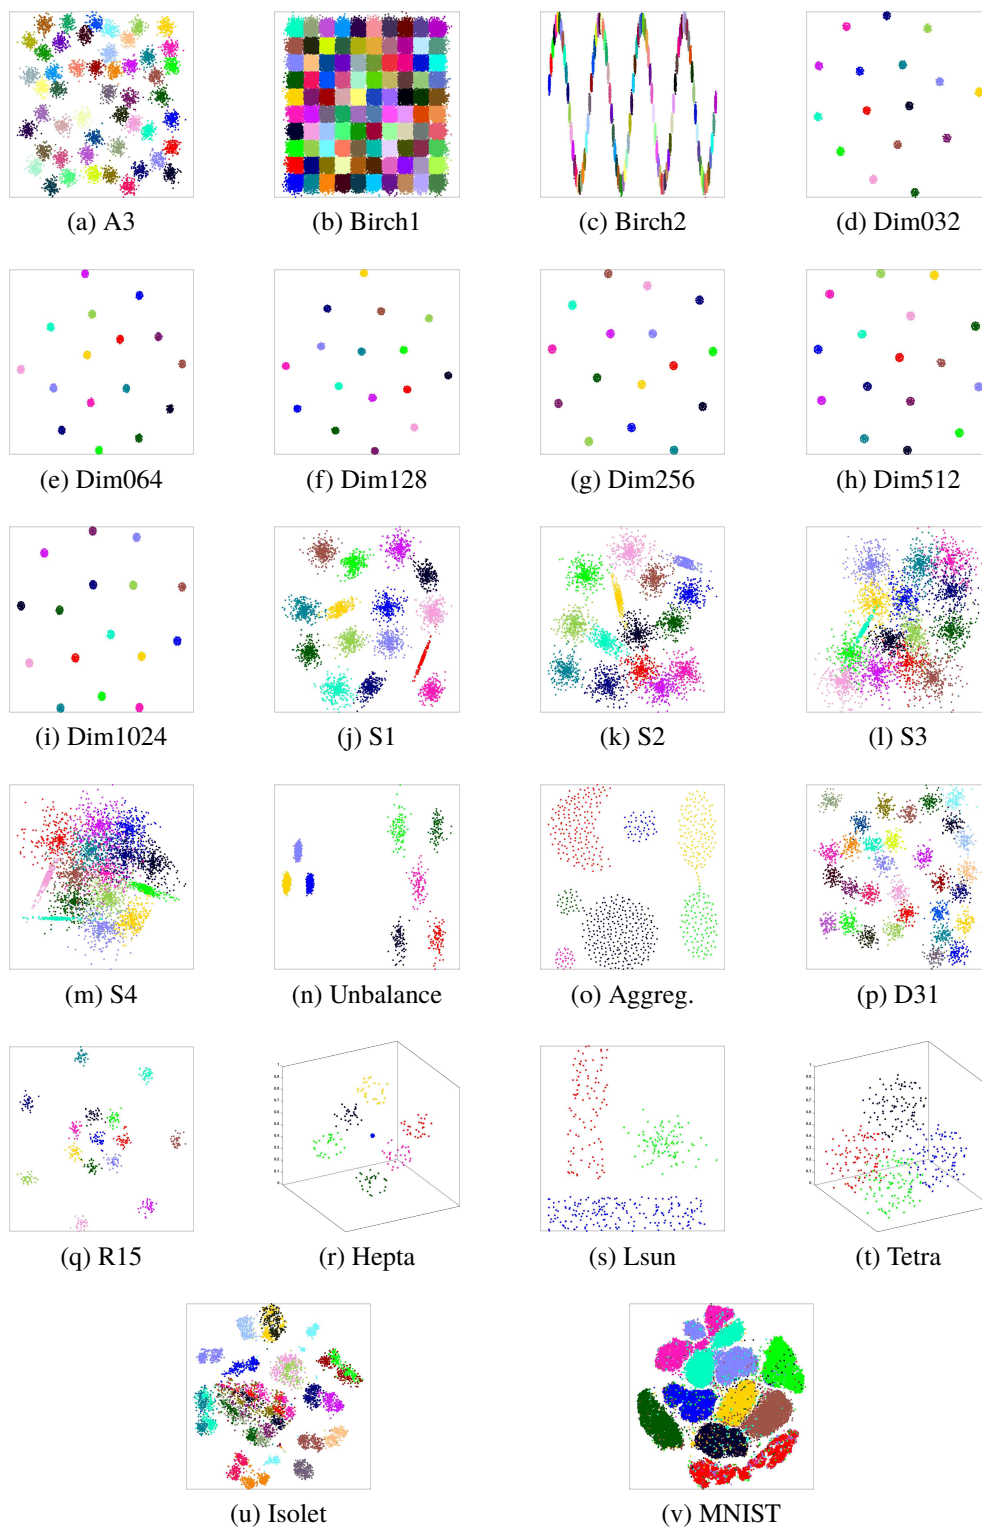 (a) A3 (b) Birch1 (c) Birch2 (d) Dim032
(e) Dim064 (f) Dim128 (g) Dim256 (h) Dim512
(i) Dim1024 (j) S1 (k) S2 (l) S3
(m) S4 (n) Unbalance (o) Aggreg. (p) D31
(q) R15 (r) Hepta (s) Lsun (t) Tetra
(u) Isolet (v) MNIST